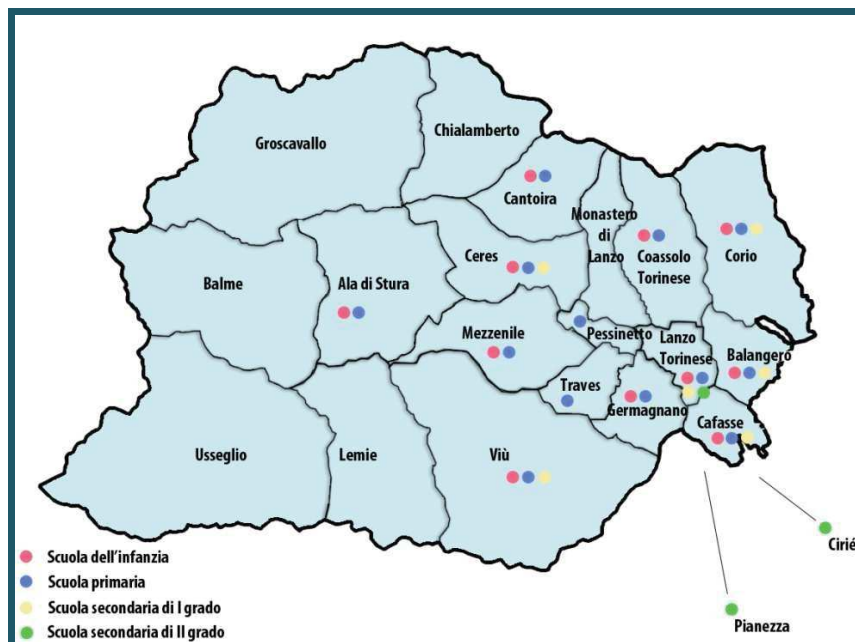 Chialamberto
Groscavallo
Cantoira
Monastero
di
Lanzo
Coassolo
Torinese
Corio
Ceres
Balme
Ala di Stura
Mezzenile
Pessinetto
Lanzo
Torinese
Balangero
Traves
Germagnano
Cafasse
Usseglio
Lemie
Viù
Cirié
Pianezza
Scuola dell'infanzia
Scuola primaria
Scuola secondaria di I grado
Scuola secondaria di II grado